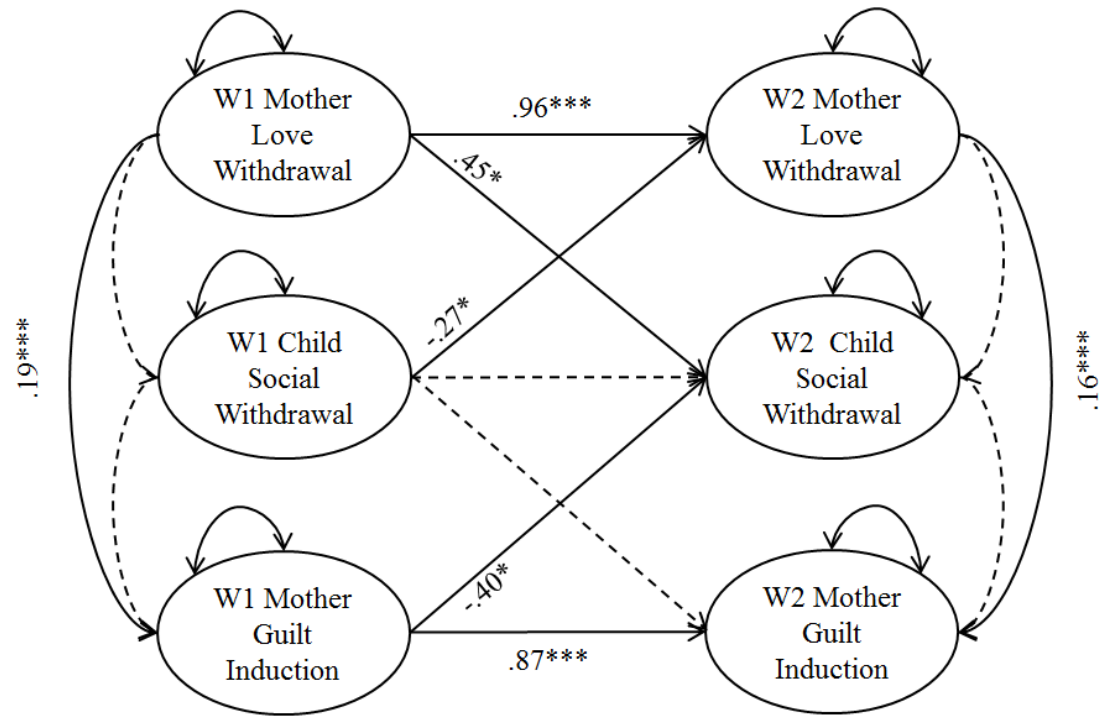 W1 Mother
Love
Withdrawal
.96***
W2 Mother
Love
Withdrawal
.45*
-.27*
.19***
W1 Child
Social
Withdrawal
W2 Child
Social
Withdrawal
.16***
-.40*
W1 Mother
Guilt
Induction
.87***
W2 Mother
Guilt
Induction